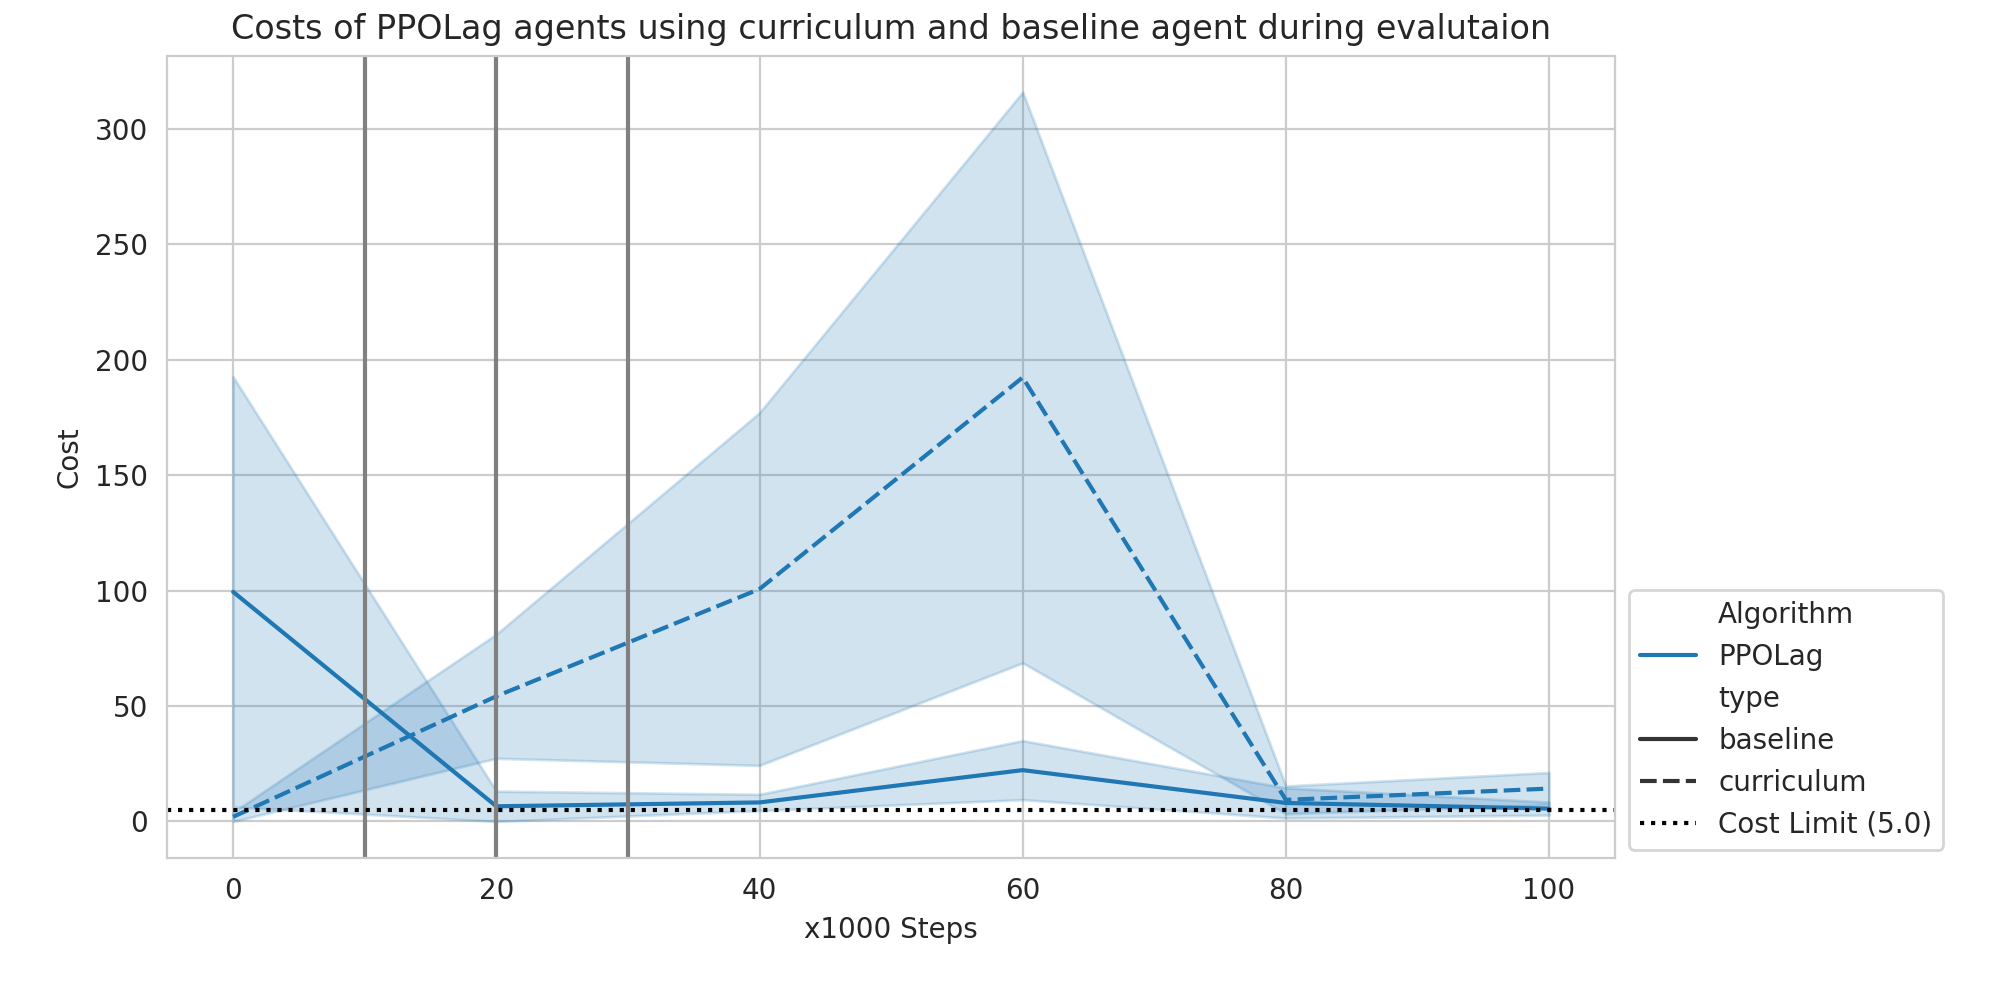 Costs of PPOLag agents using curriculum and baseline agent during evalutaion
300
250
200
150
100
50
0
Cost
0 20 40 60 80 100
x1000 Steps
Algorithm
PPOLag
type
baseline
curriculum
Cost Limit (5.0)